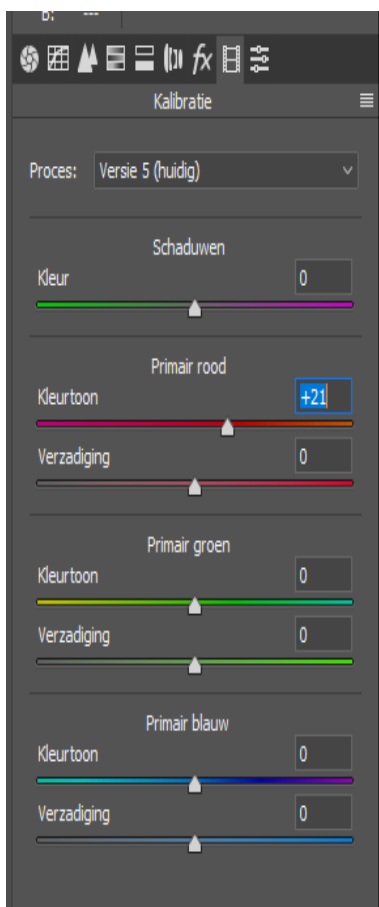 B: ---
fx
Kalibratie
Proces: Versie 5 (huidig)
Schaduwen
Kleur 0
Primair rood
Kleurtoon +21
Verzadiging 0
Primair groen
Kleurtoon 0
Verzadiging 0
Primair blauw
Kleurtoon 0
Verzadiging 0